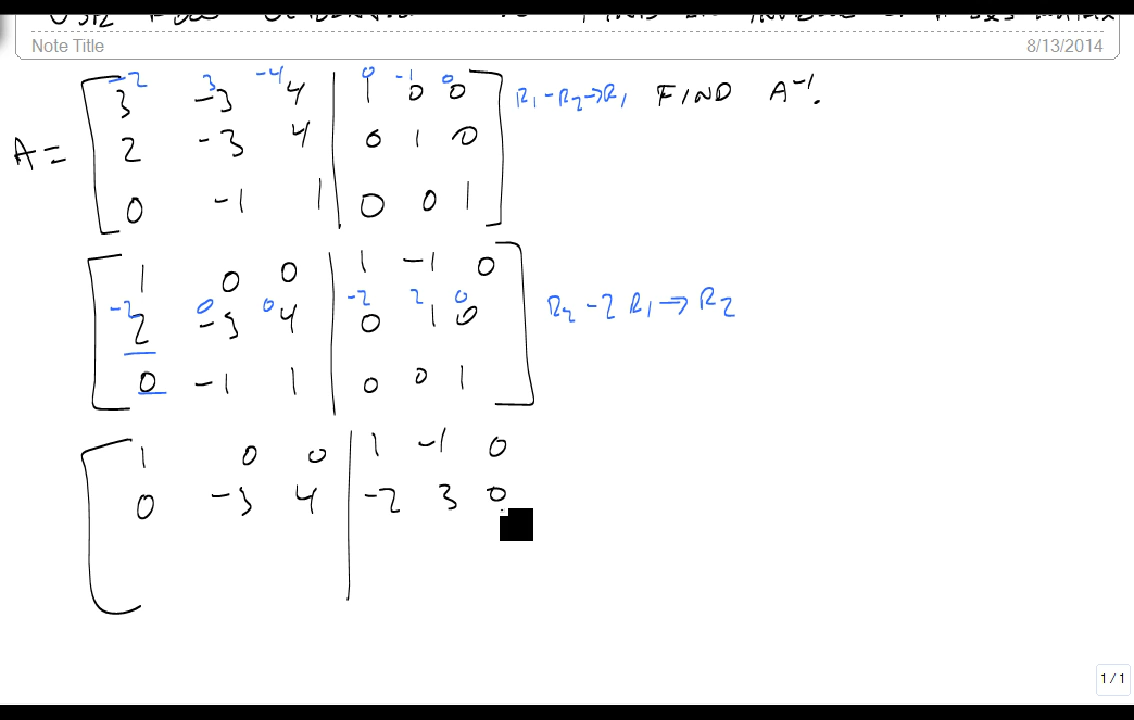 Note Title 8/13/2014
-2 3 -4 0 -1 0
3 -3 4 1 0 0 R1 - R2 → R1 FIND A⁻¹.
A = 2 -3 4 0 1 0
0 -1 1 0 0 1
1 0 0 1 -1 0
-2 0 0 -2 2 0
2 -3 4 0 1 0 R2 - 2 R1 → R2
0 -1 1 0 0 1
1 0 0 1 -1 0
0 -3 4 -2 3 0
1/1